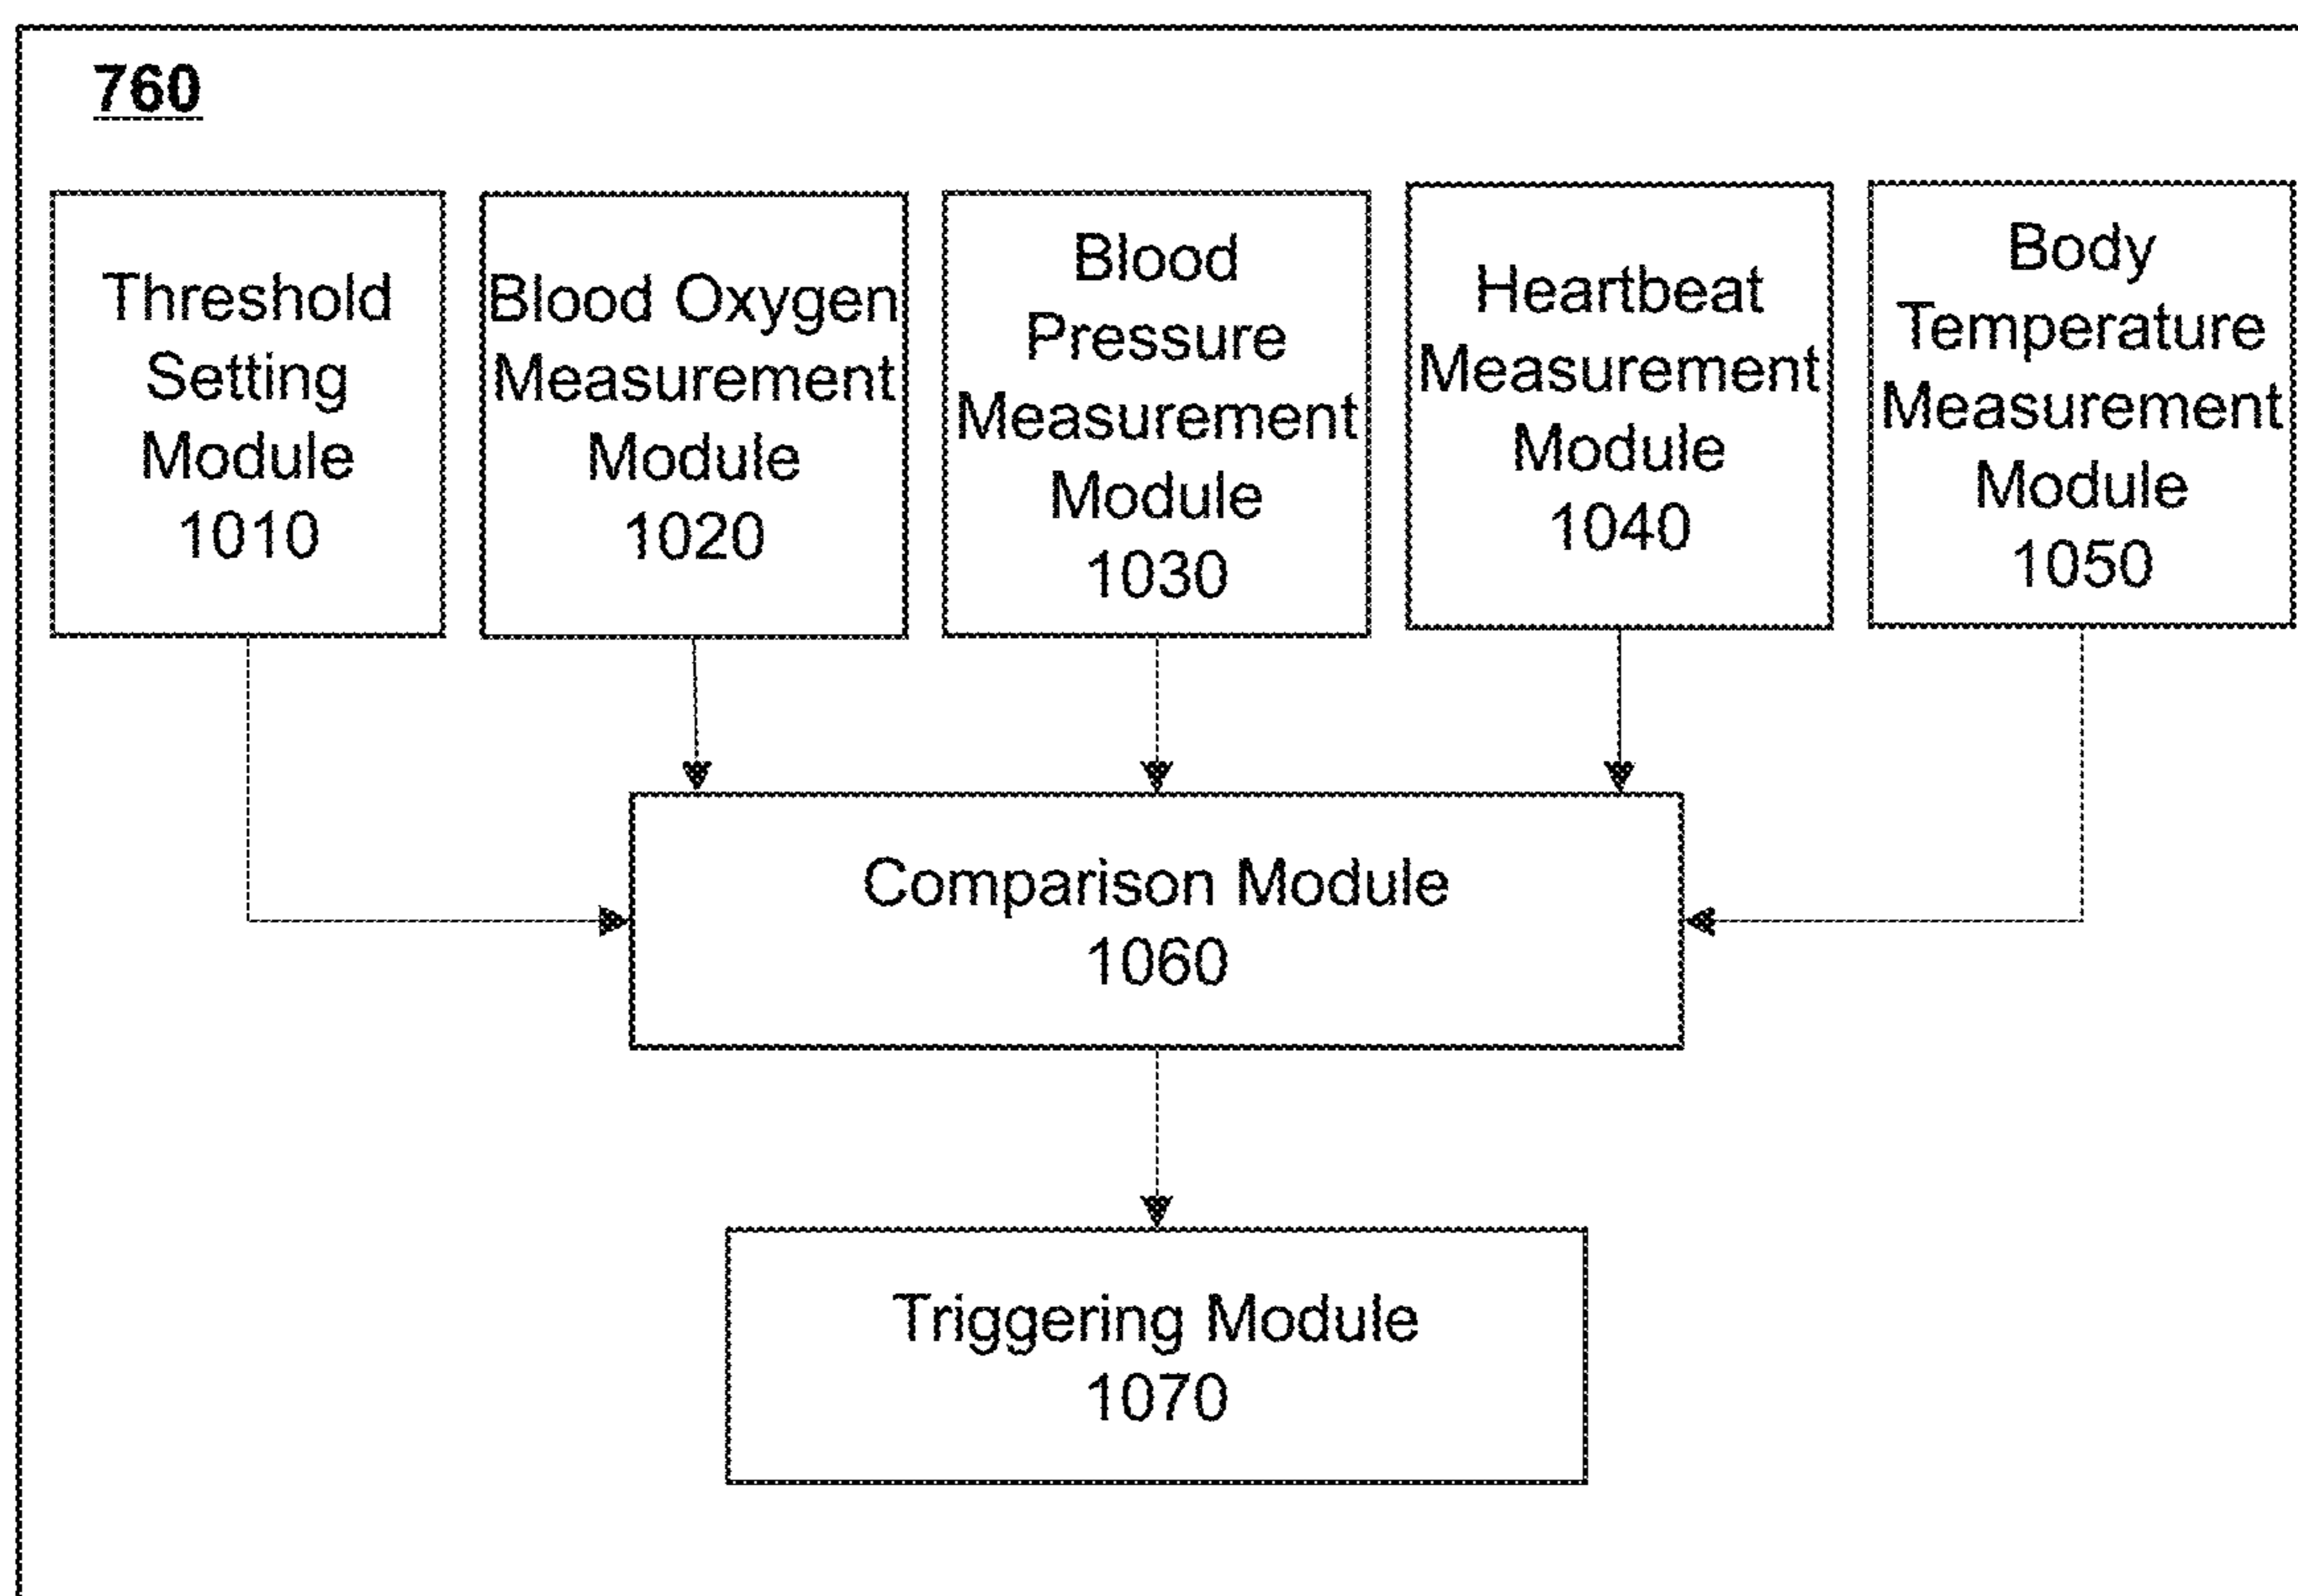 760
Threshold
Setting
Module
1010
Blood Oxygen
Measurement
Module
1020
Blood
Pressure
Measurement
Module
1030
Heartbeat
Measurement
Module
1040
Body
Temperature
Measurement
Module
1050
Comparison Module
1060
Triggering Module
1070